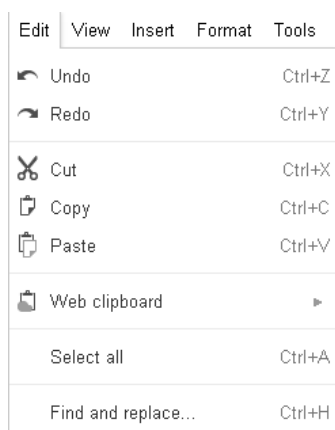 Edit View Insert Format Tools
Undo Ctrl+Z
Redo Ctrl+Y
Cut Ctrl+X
Copy Ctrl+C
Paste Ctrl+V
Web clipboard
Select all Ctrl+A
Find and replace... Ctrl+H